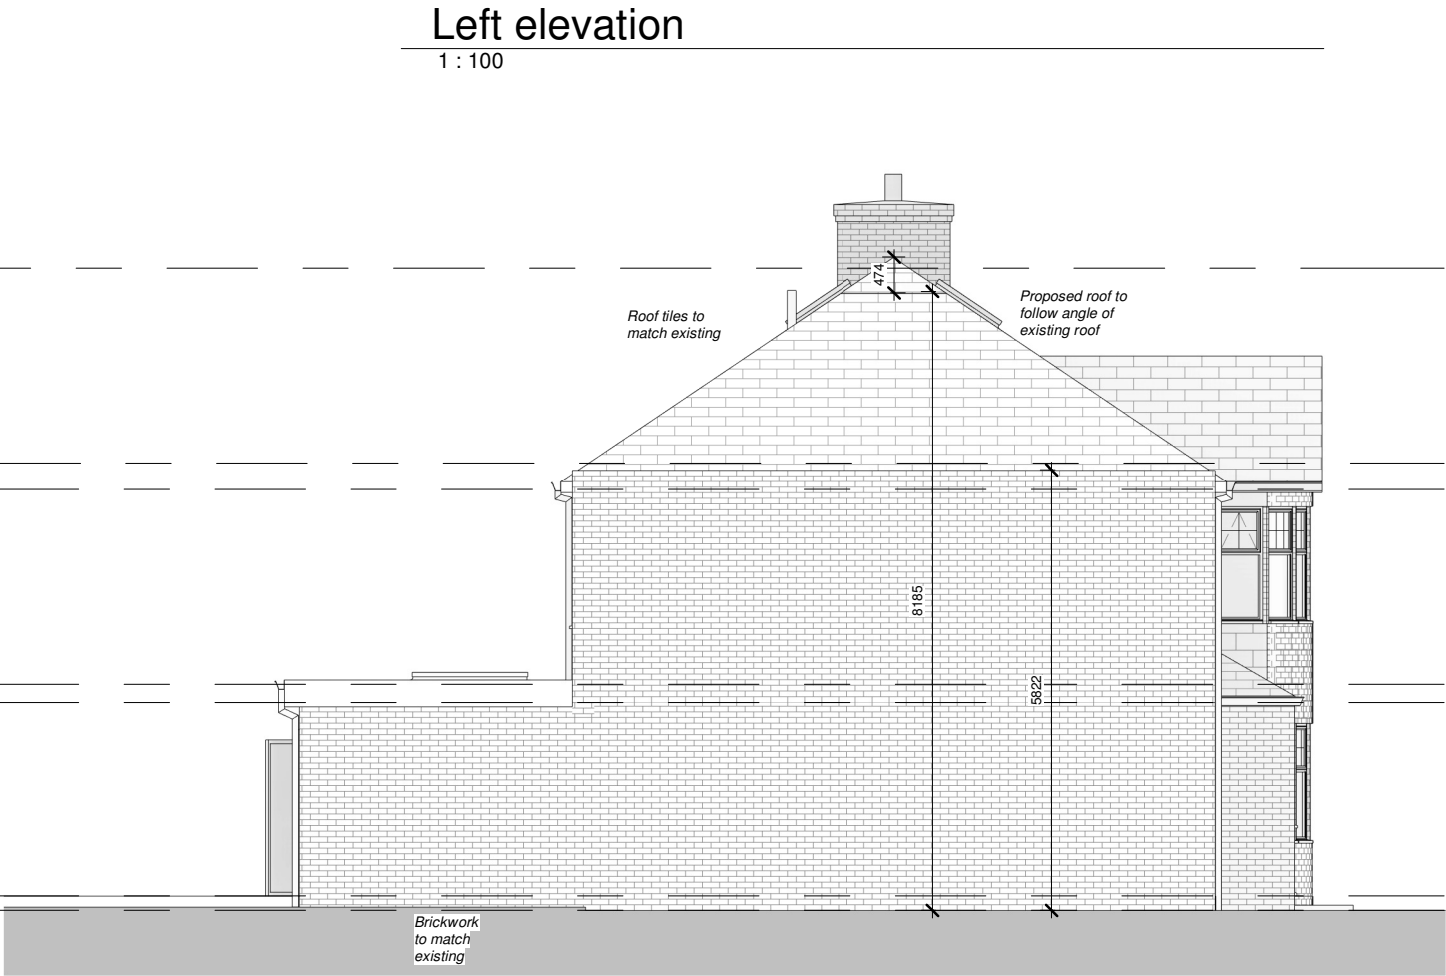 Left elevation
1 : 100
474
Roof tiles to
match existing
Proposed roof to
follow angle of
existing roof
8185
5822
Brickwork
to match
existing